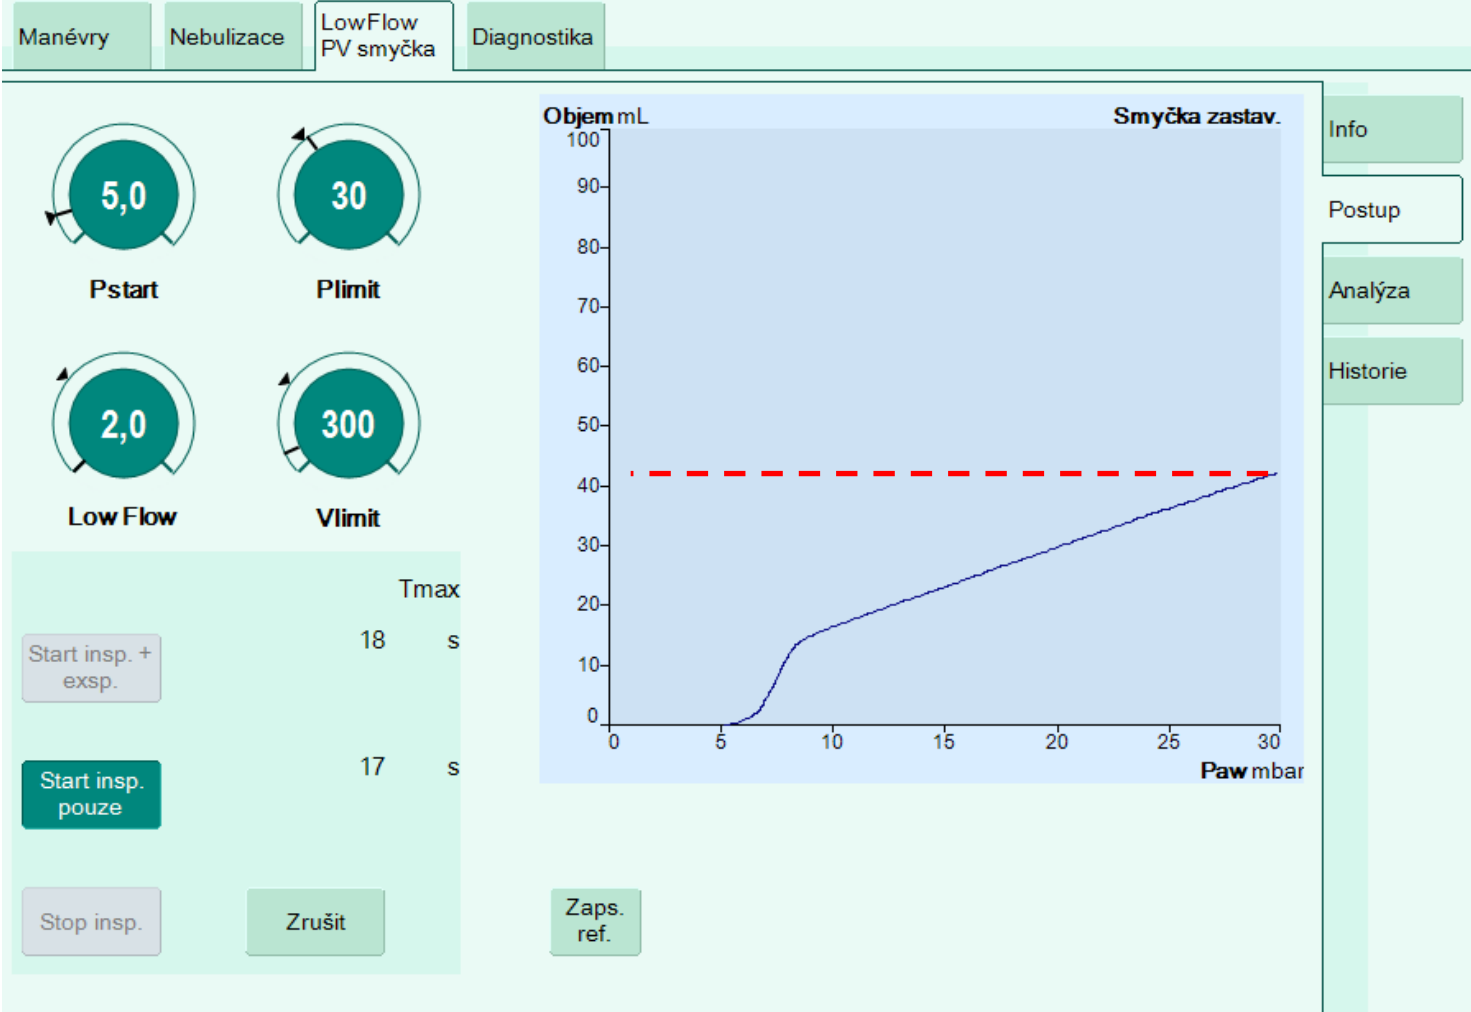 Manévry
Nebulizace
LowFlow
PV smyčka
Diagnostika
5,0
Pstart
30
Plimit
2,0
Low Flow
300
Vlimit
Tmax
Start insp. +
exsp.
18 s
Start insp.
pouze
17 s
Stop insp.
Zrušit
Objem mL
Smyčka zastav.
100
90
80
70
60
50
40
30
20
10
0
0 5 10 15 20 25 30
Paw mbar
Zaps.
ref.
Info
Postup
Analýza
Historie